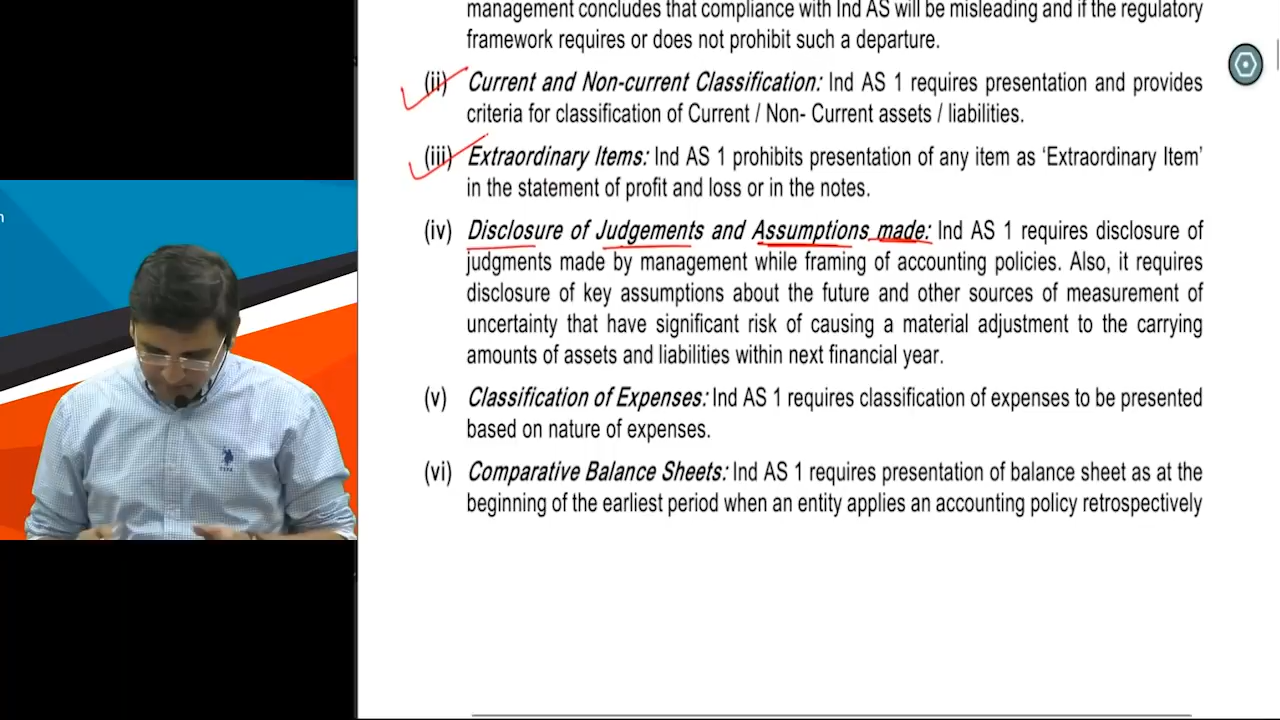 management concludes that compliance with Ind AS will be misleading and if the regulatory
framework requires or does not prohibit such a departure.
(ii) Current and Non-current Classification: Ind AS 1 requires presentation and provides
criteria for classification of Current / Non- Current assets / liabilities.
(iii) Extraordinary Items: Ind AS 1 prohibits presentation of any item as ‘Extraordinary Item’
in the statement of profit and loss or in the notes.
(iv) Disclosure of Judgements and Assumptions made: Ind AS 1 requires disclosure of
judgments made by management while framing of accounting policies. Also, it requires
disclosure of key assumptions about the future and other sources of measurement of
uncertainty that have significant risk of causing a material adjustment to the carrying
amounts of assets and liabilities within next financial year.
(v) Classification of Expenses: Ind AS 1 requires classification of expenses to be presented
based on nature of expenses.
(vi) Comparative Balance Sheets: Ind AS 1 requires presentation of balance sheet as at the
beginning of the earliest period when an entity applies an accounting policy retrospectively